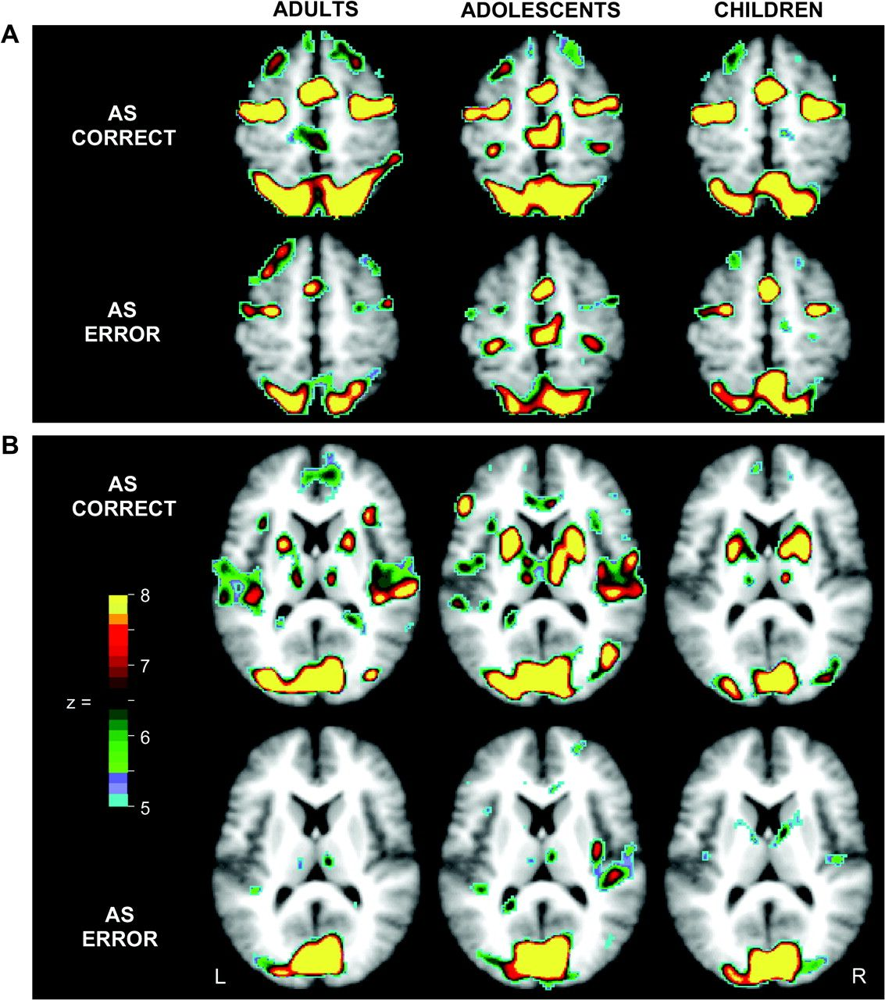 ADULTS ADOLESCENTS CHILDREN
A
AS
CORRECT
AS
ERROR
B
AS
CORRECT
8
7
z =
6
5
AS
ERROR
L R